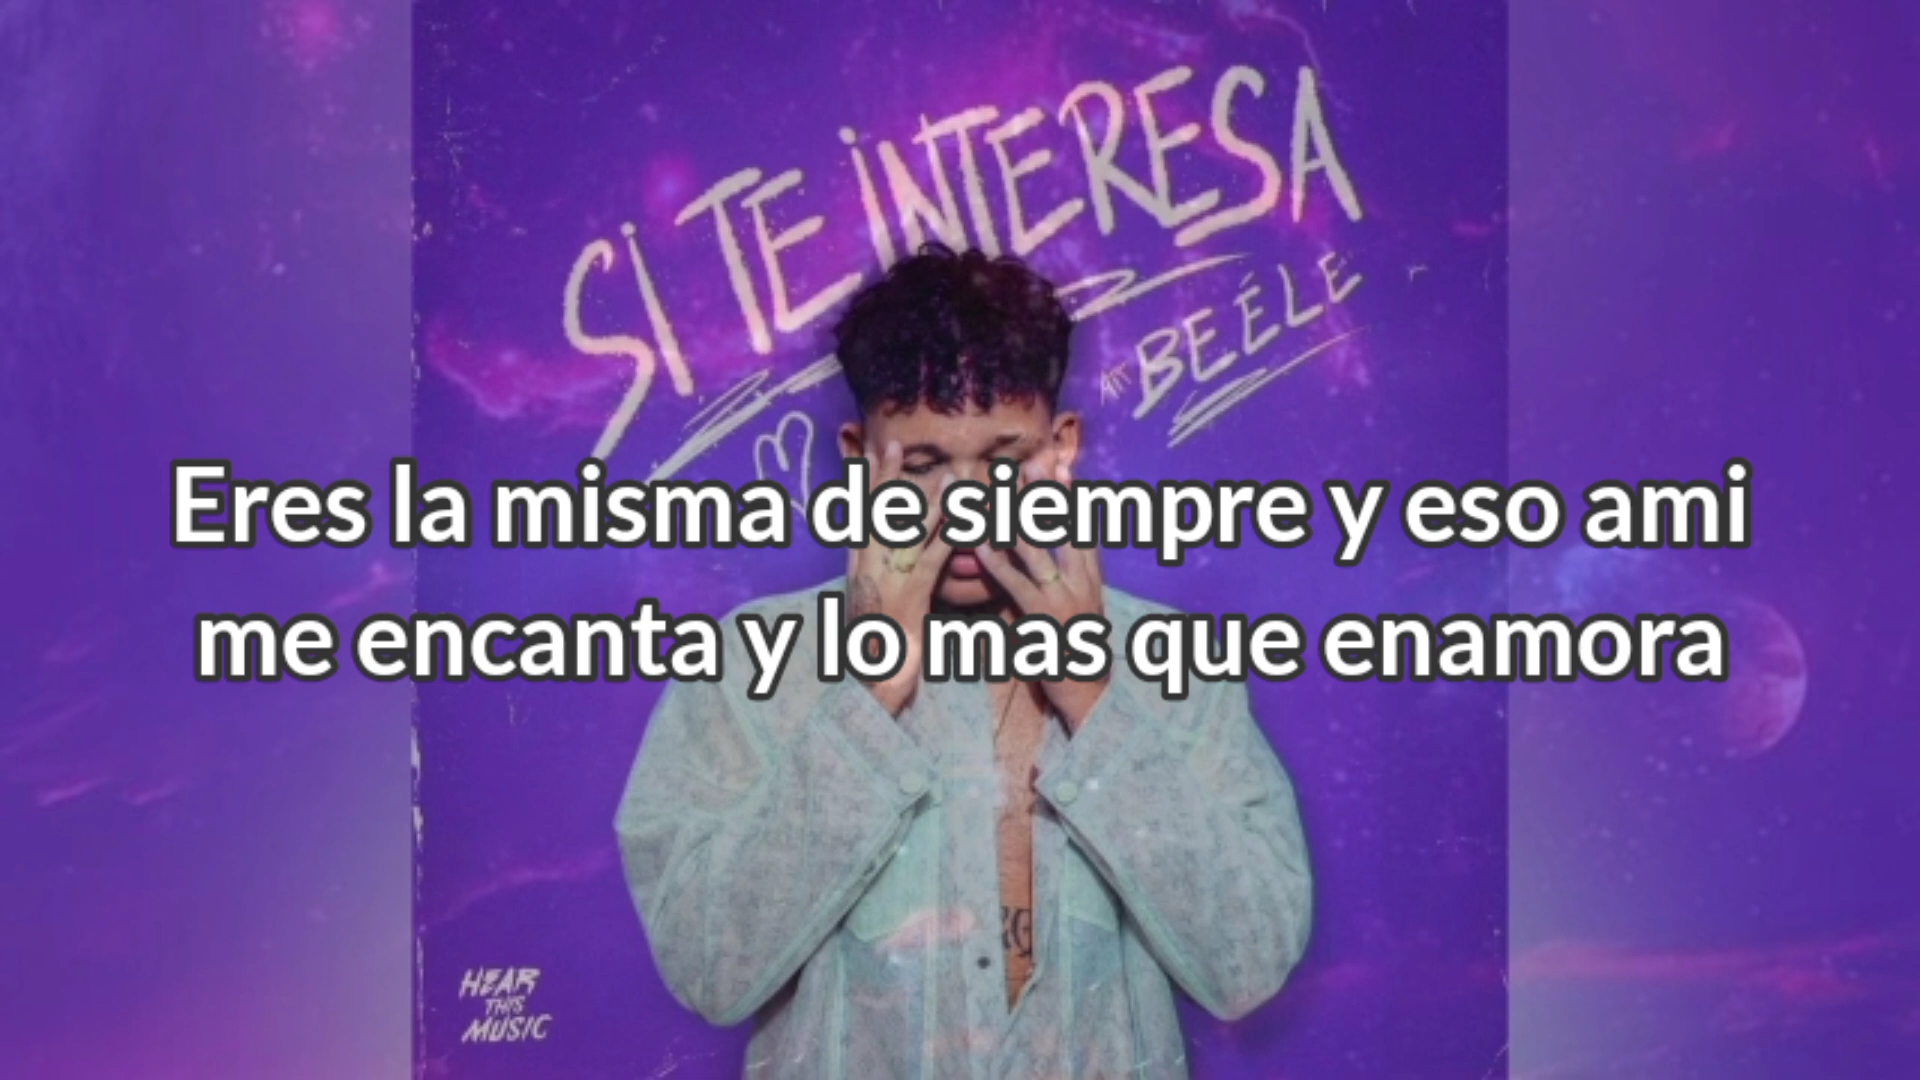 SI TE INTERESA
ATT BEÉLE
Eres la misma de siempre y eso ami
me encanta y lo mas que enamora
HEAR
THIS
MUSIC